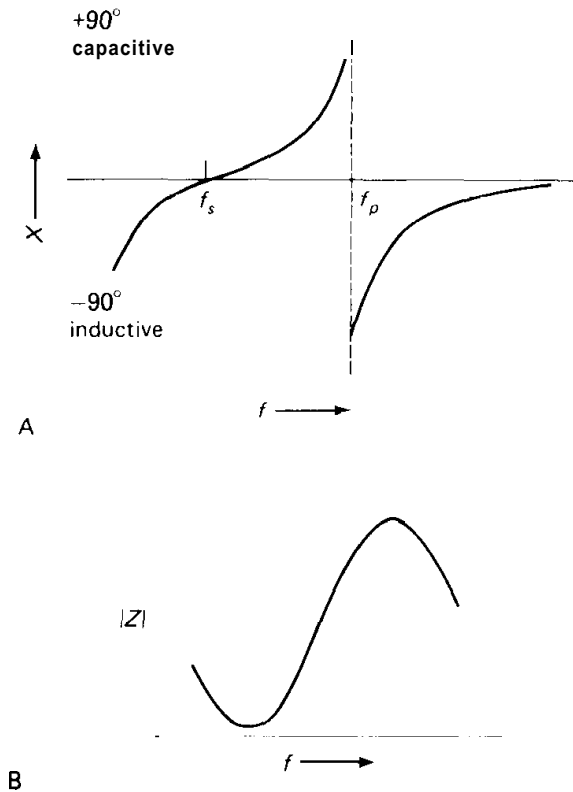 +90°
capacitive
X
f_s
f_p
−90°
inductive
f
A
|Z|
f
B